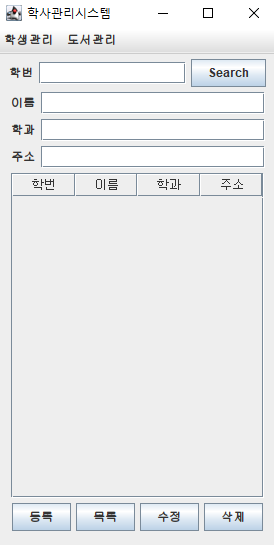 학사관리시스템
학생관리 도서관리
학번 Search
이름
학과
주소
학번 이름 학과 주소
등록 목록 수정 삭제